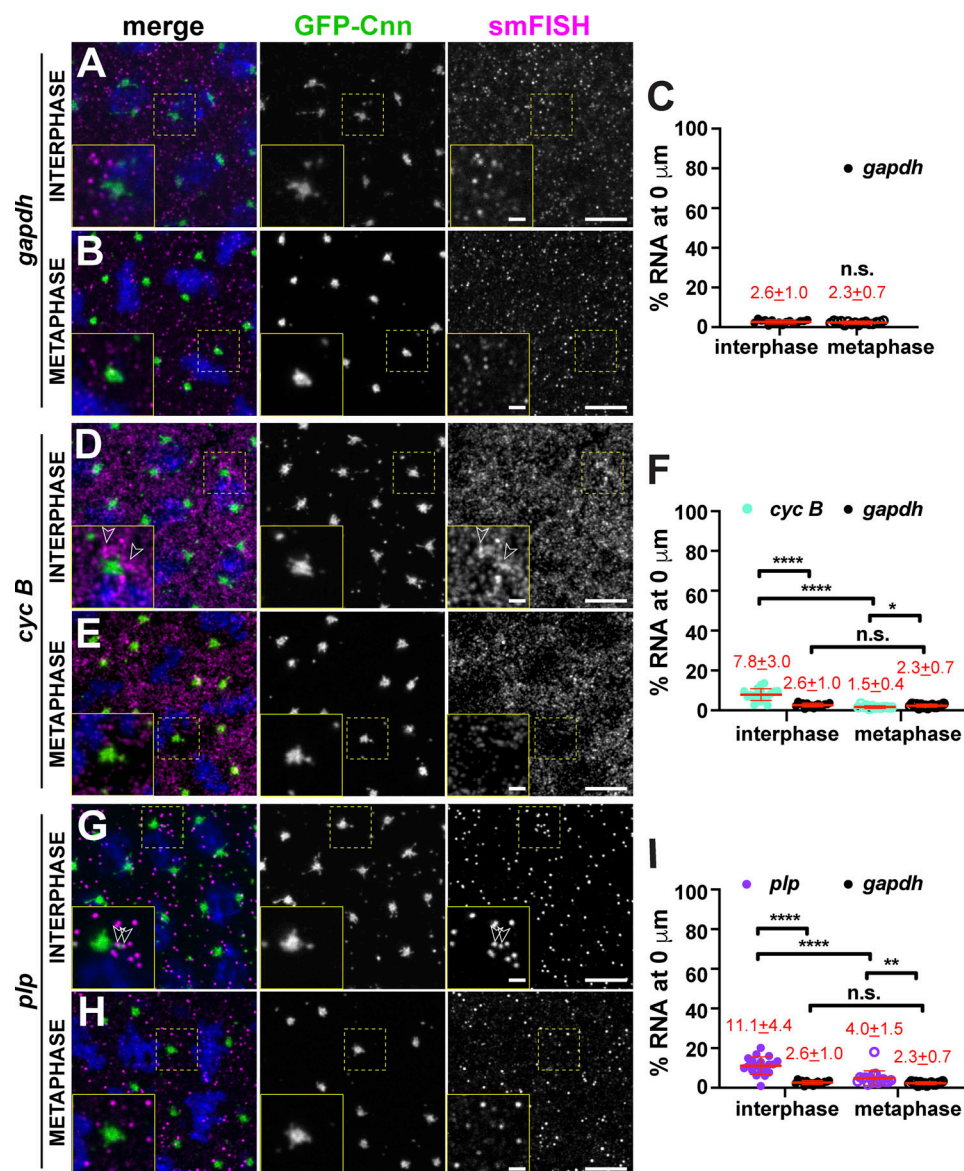 merge GFP-Cnn smFISH
gapdh
INTERPHASE
A
METAPHASE
B
C
% RNA at 0 μm
100
80
60
40
20
0
gapdh
n.s.
2.6±1.0 2.3±0.7
interphase metaphase
cyc B
INTERPHASE
D
METAPHASE
E
F
% RNA at 0 μm
100
80
60
40
20
0
cyc B gapdh
****
****
*
n.s.
7.8±3.0 2.6±1.0 1.5±0.4 2.3±0.7
interphase metaphase
plp
INTERPHASE
G
METAPHASE
H
I
% RNA at 0 μm
100
80
60
40
20
0
plp gapdh
****
****
**
n.s.
11.1±4.4 2.6±1.0 4.0±1.5 2.3±0.7
interphase metaphase